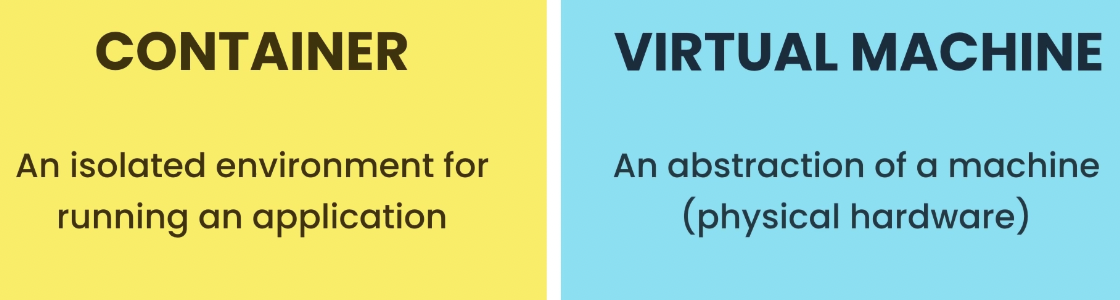 CONTAINER
An isolated environment for
running an application
VIRTUAL MACHINE
An abstraction of a machine
(physical hardware)